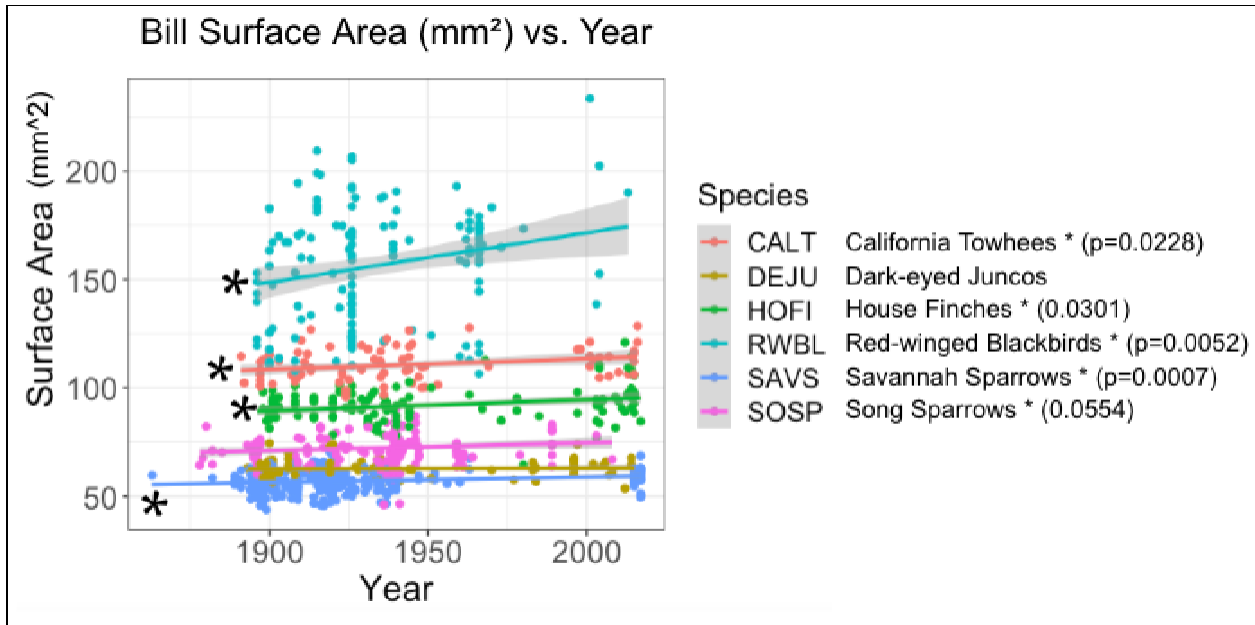 Bill Surface Area (mm²) vs. Year
Surface Area (mm^2)
200
150
100
50
*
*
*
*
1900 1950 2000
Year
Species
CALT California Towhees * (p=0.0228)
DEJU Dark-eyed Juncos
HOFI House Finches * (0.0301)
RWBL Red-winged Blackbirds * (p=0.0052)
SAVS Savannah Sparrows * (p=0.0007)
SOSP Song Sparrows * (0.0554)